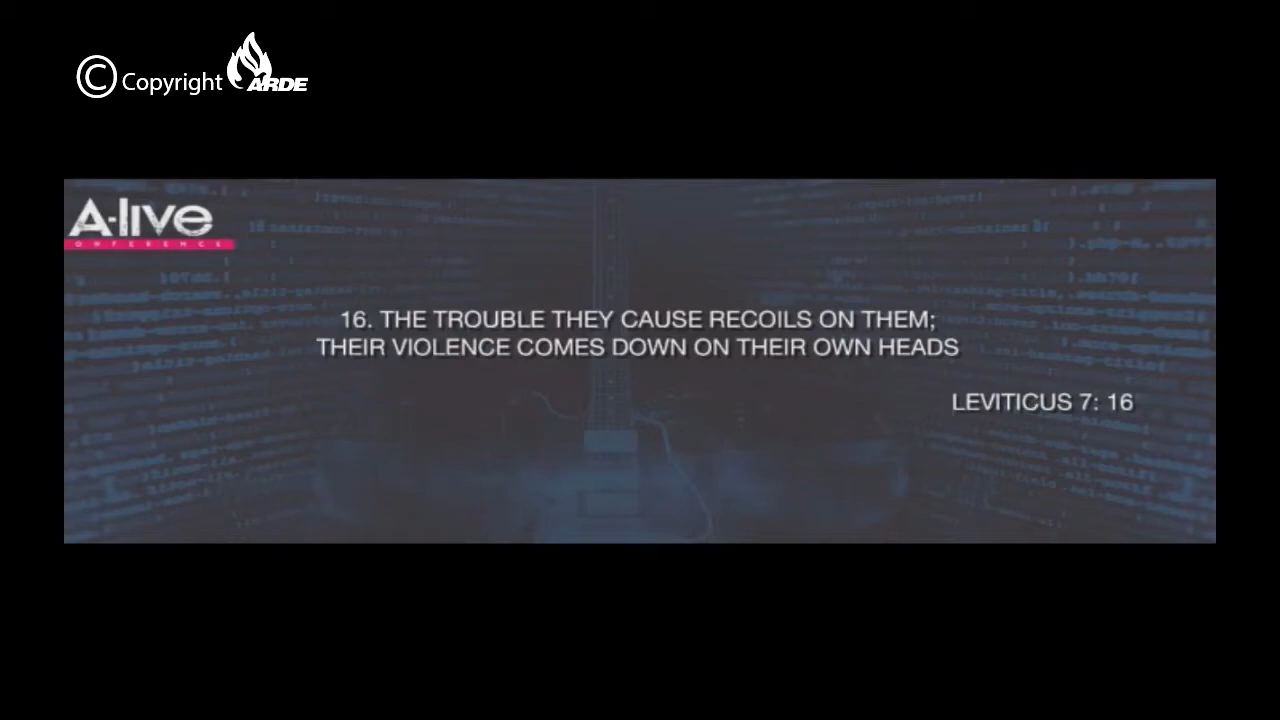 © Copyright ARDE
A-live
ONFERENCE
16. THE TROUBLE THEY CAUSE RECOILS ON THEM;
THEIR VIOLENCE COMES DOWN ON THEIR OWN HEADS
LEVITICUS 7: 16